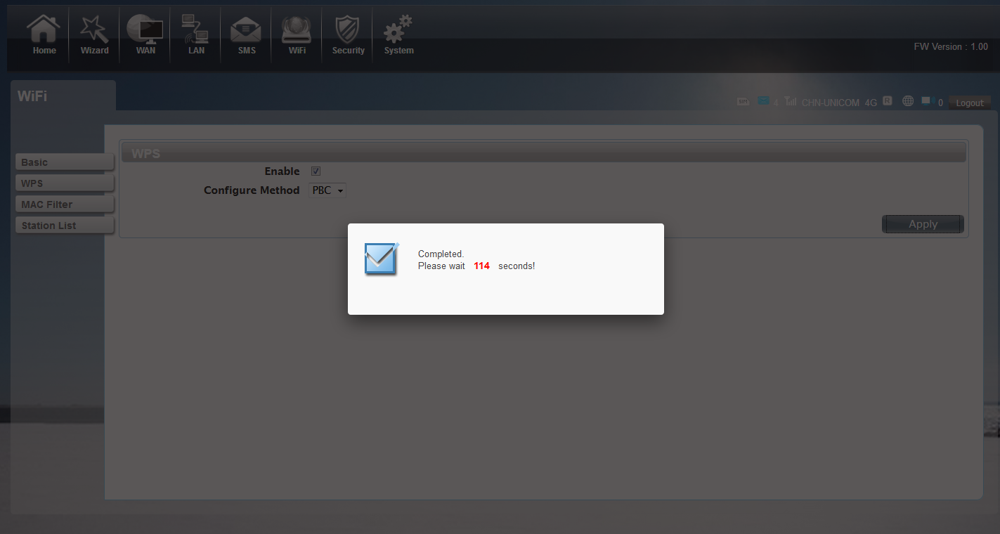 Home Wizard WAN LAN SMS WiFi Security System
FW Version : 1.00
WiFi
SIM 4 CHN-UNICOM 4G R 0 Logout
WPS
Basic
Enable
WPS
Configure Method PBC
MAC Filter
Station List
Apply
Completed.
Please wait 114 seconds!